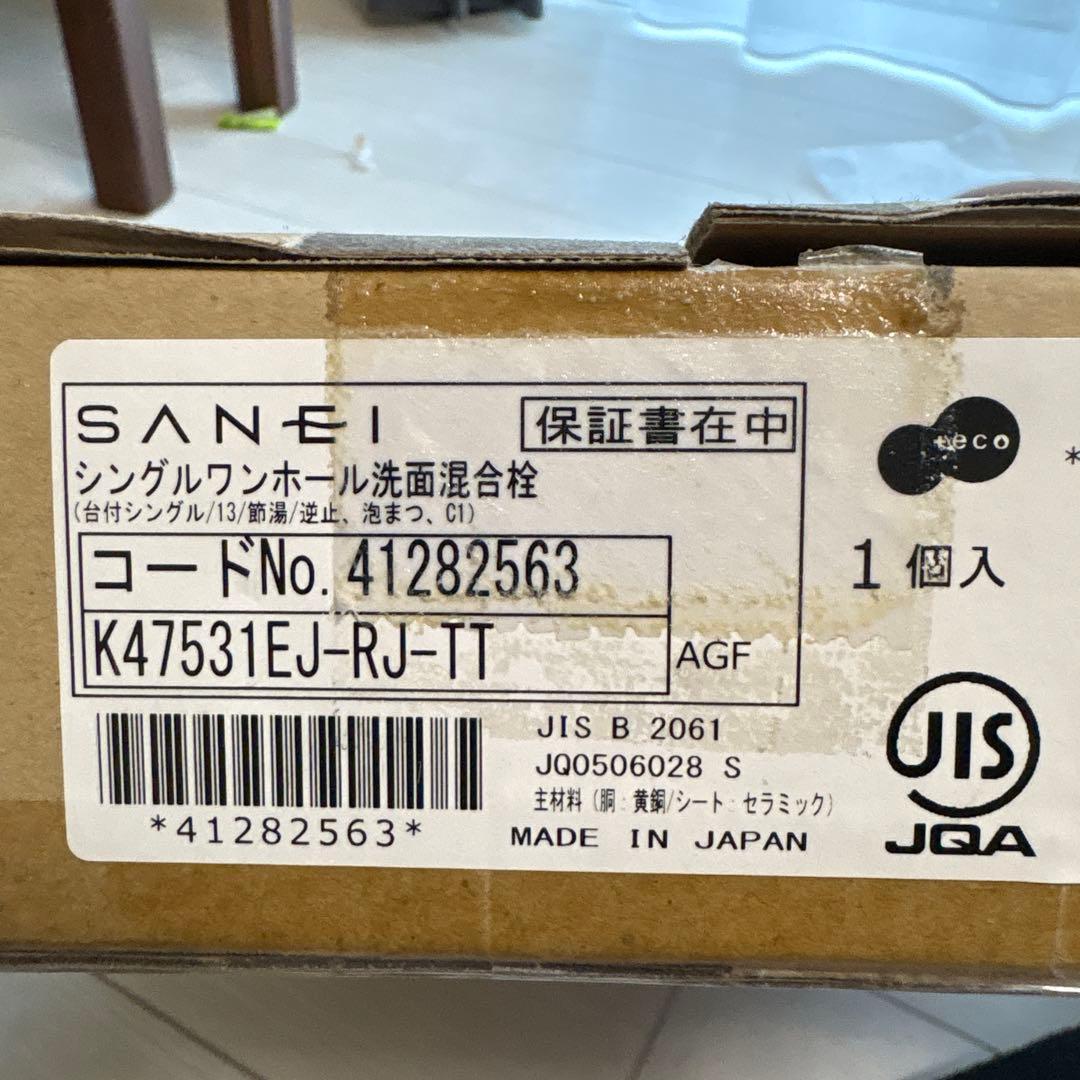 SANEI
保証書在中
シングルワンホール洗面混合栓
(台付シングル/13/節湯/逆止、泡まつ、C1)
コードNo. 41282563
K47531EJ-RJ-TT
AGF
*41282563*
JIS B 2061
JQ0506028 S
主材料（胴：黄銅/シート：セラミック）
MADE IN JAPAN
+eco
1個入
*
JIS
JQA